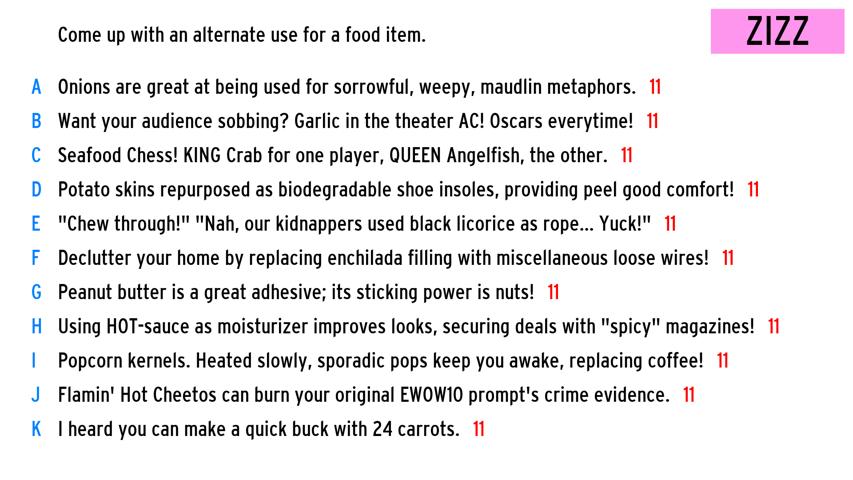 Come up with an alternate use for a food item.
ZIZZ
A Onions are great at being used for sorrowful, weepy, maudlin metaphors. 11
B Want your audience sobbing? Garlic in the theater AC! Oscars everytime! 11
C Seafood Chess! KING Crab for one player, QUEEN Angelfish, the other. 11
D Potato skins repurposed as biodegradable shoe insoles, providing peel good comfort! 11
E "Chew through!" "Nah, our kidnappers used black licorice as rope... Yuck!" 11
F Declutter your home by replacing enchilada filling with miscellaneous loose wires! 11
G Peanut butter is a great adhesive; its sticking power is nuts! 11
H Using HOT-sauce as moisturizer improves looks, securing deals with "spicy" magazines! 11
I Popcorn kernels. Heated slowly, sporadic pops keep you awake, replacing coffee! 11
J Flamin' Hot Cheetos can burn your original EWOW10 prompt's crime evidence. 11
K I heard you can make a quick buck with 24 carrots. 11